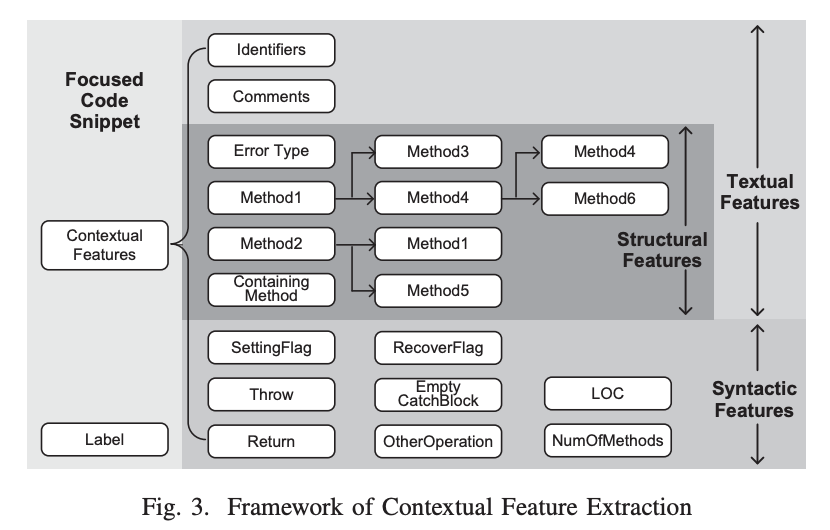 Focused
Code
Snippet
Contextual
Features
Label
Identifiers
Comments
Error Type
Method3
Method4
Method1
Method4
Method6
Method2
Method1
Containing
Method
Method5
Structural
Features
Textual
Features
SettingFlag
RecoverFlag
Throw
Empty
CatchBlock
LOC
Return
OtherOperation
NumOfMethods
Syntactic
Features
Fig. 3. Framework of Contextual Feature Extraction